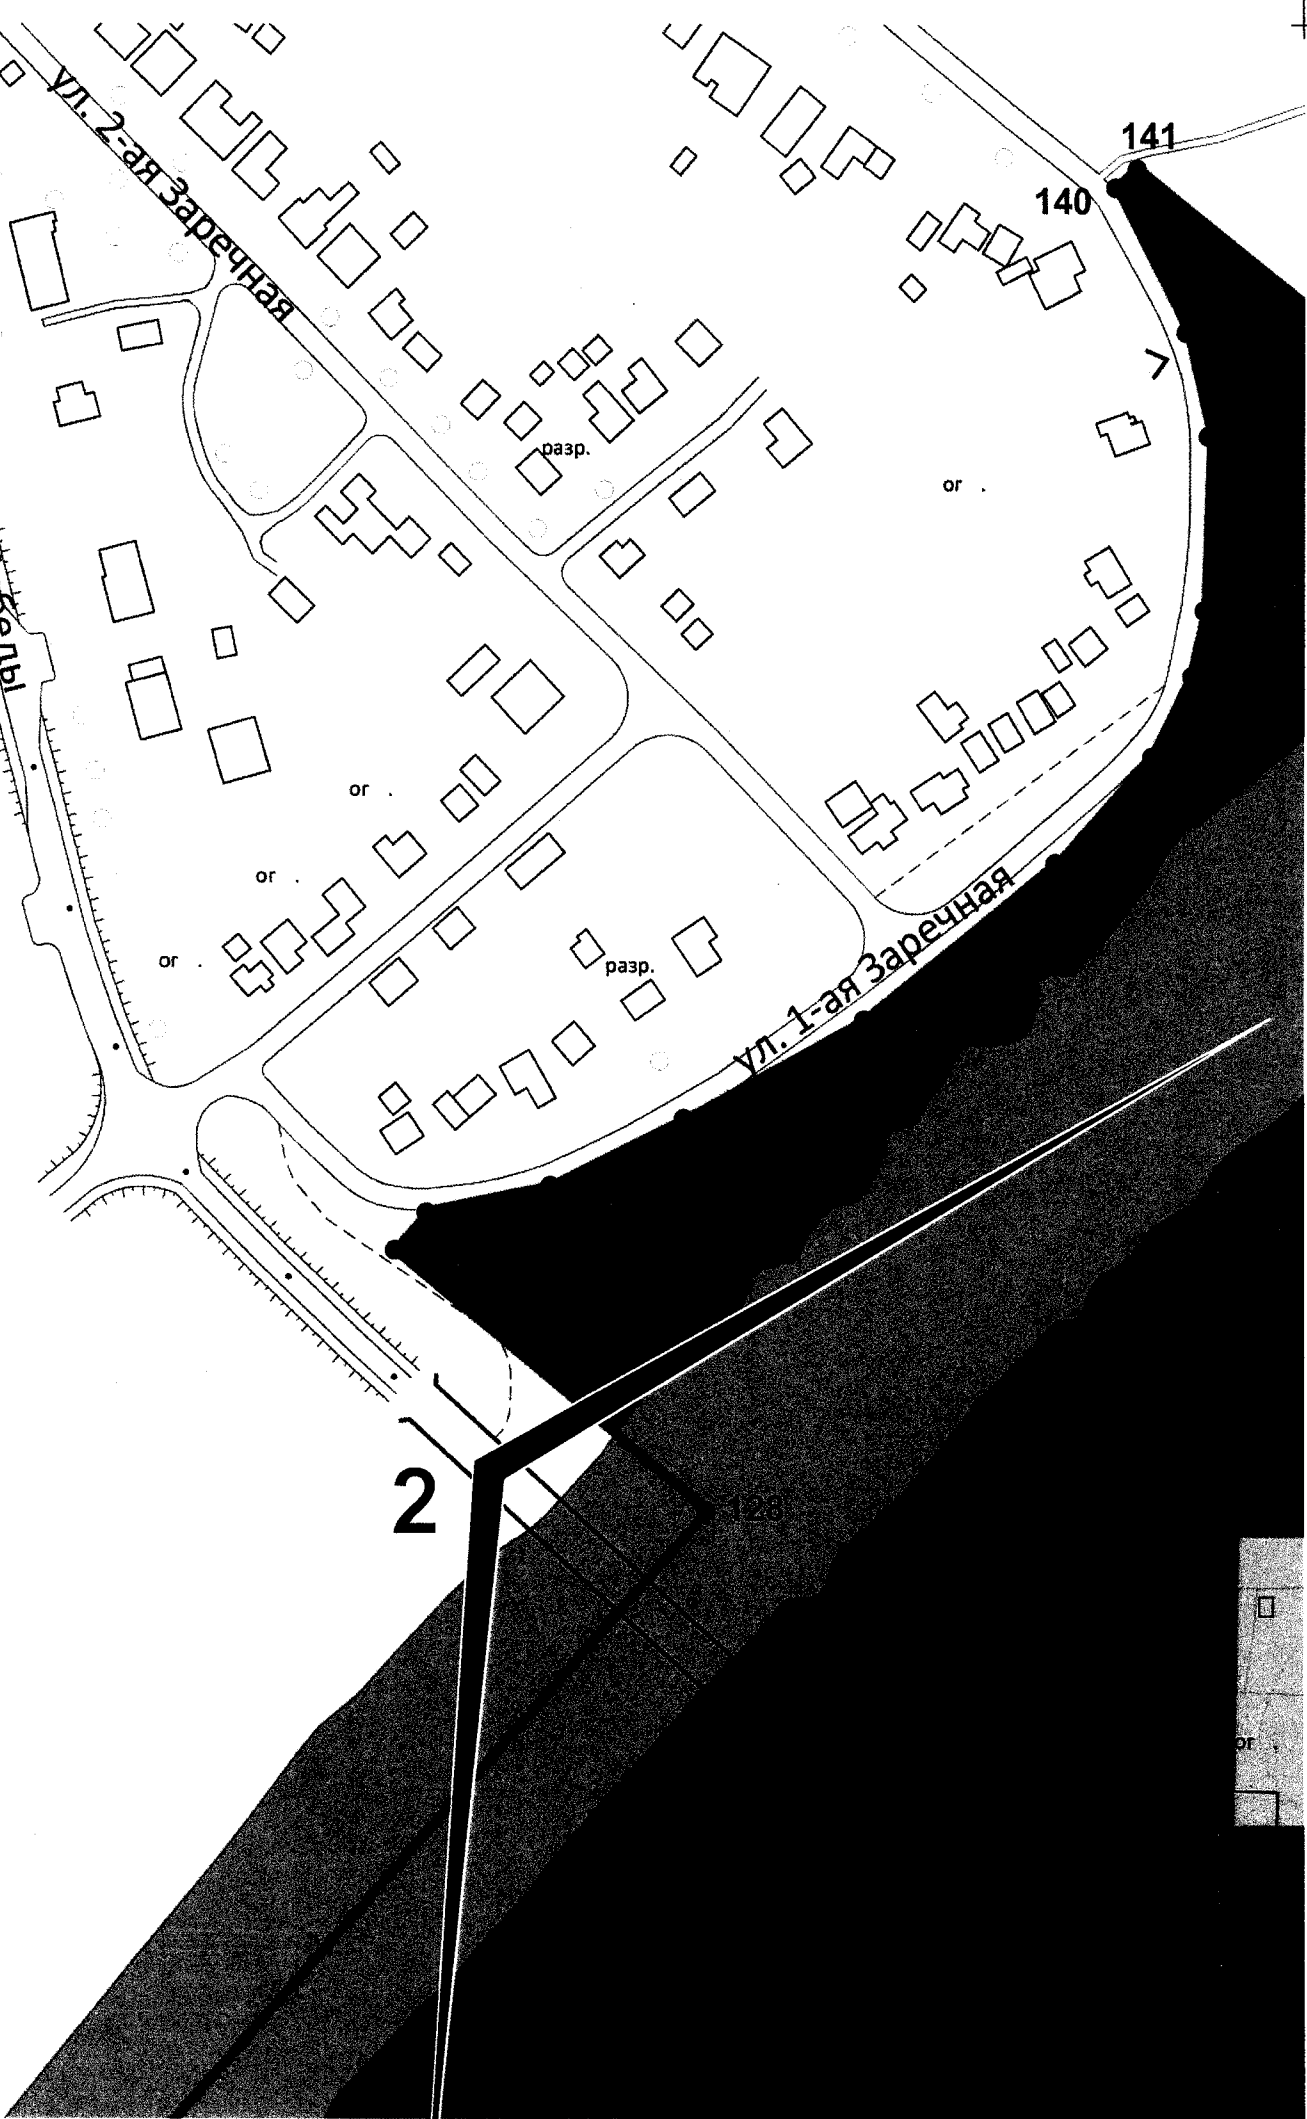 141
140
ул. 2-ая Заречная
разр.
ог .
беды
ог .
ог .
ул. 1-ая Заречная
ог .
разр.
2
128
ог .